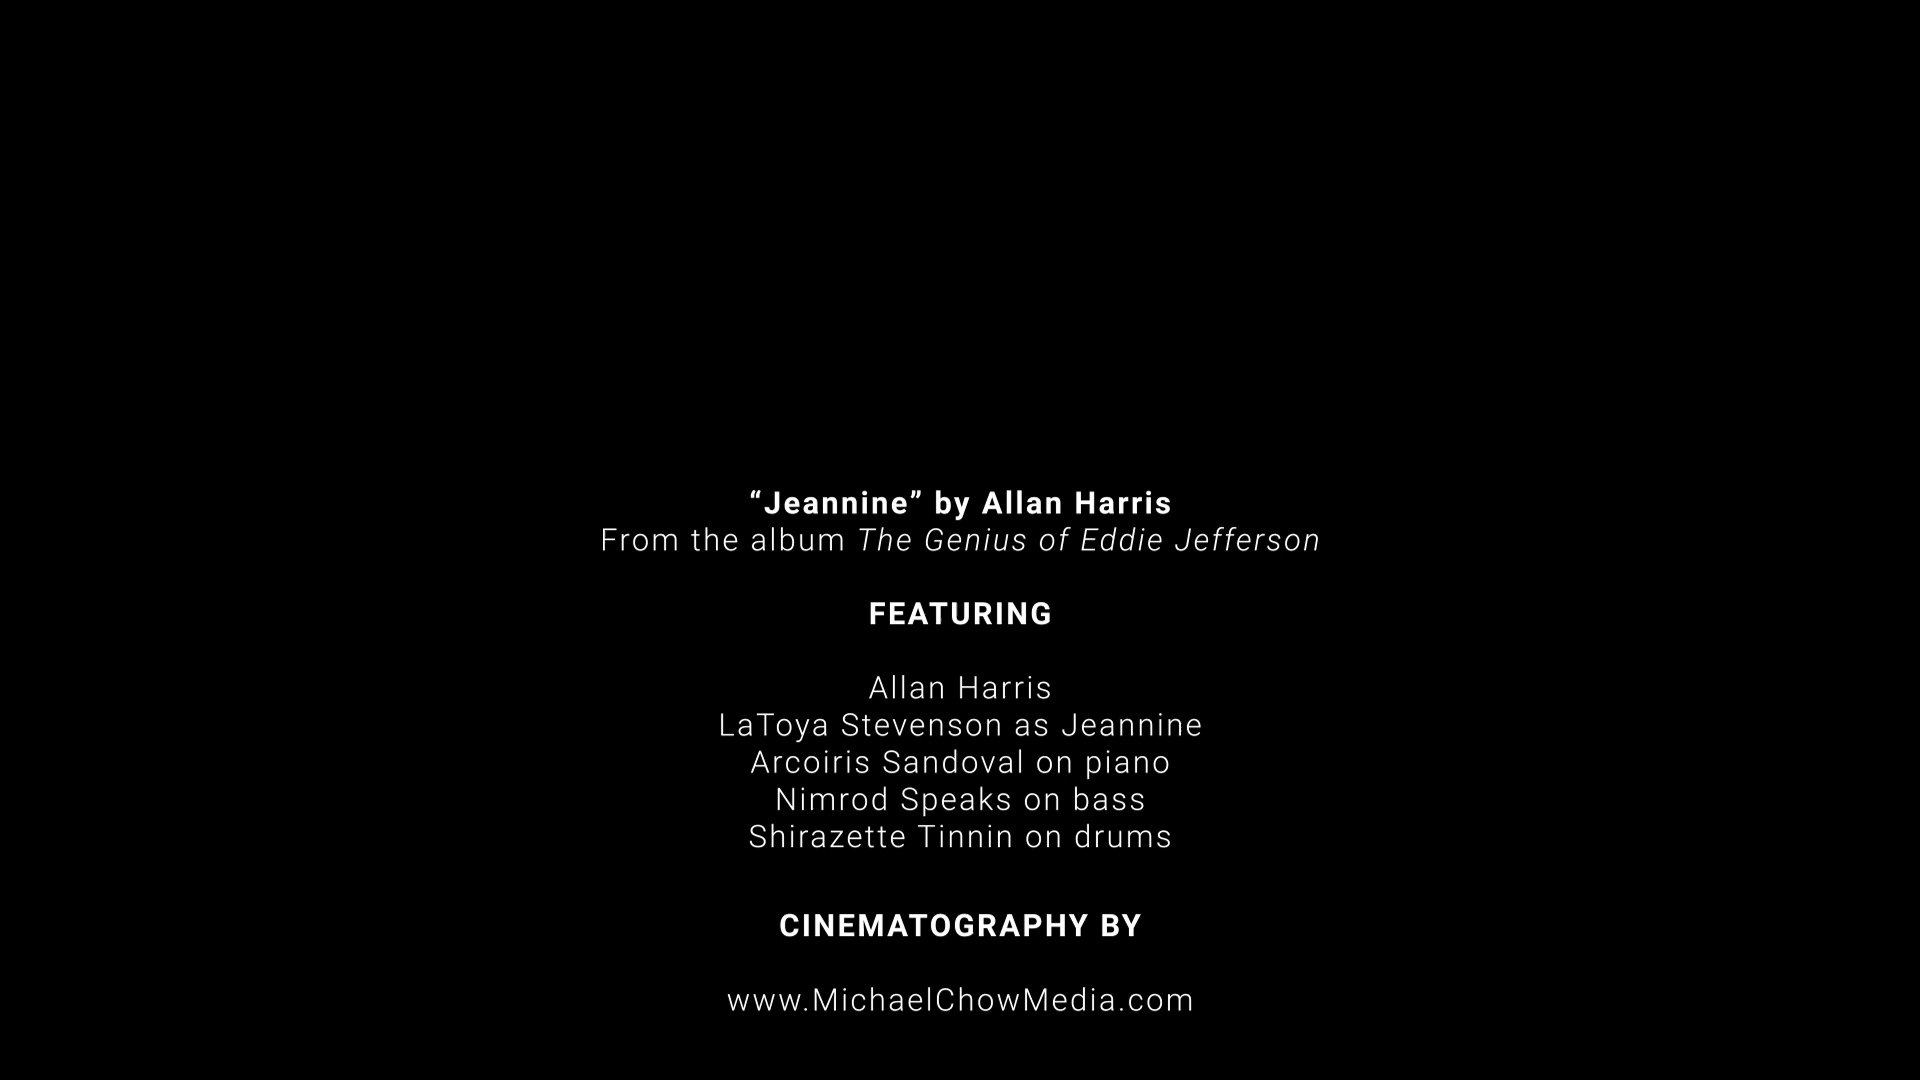 “Jeannine” by Allan Harris
From the album The Genius of Eddie Jefferson
FEATURING
Allan Harris
LaToya Stevenson as Jeannine
Arcoiris Sandoval on piano
Nimrod Speaks on bass
Shirazette Tinnin on drums
CINEMATOGRAPHY BY
www.MichaelChowMedia.com